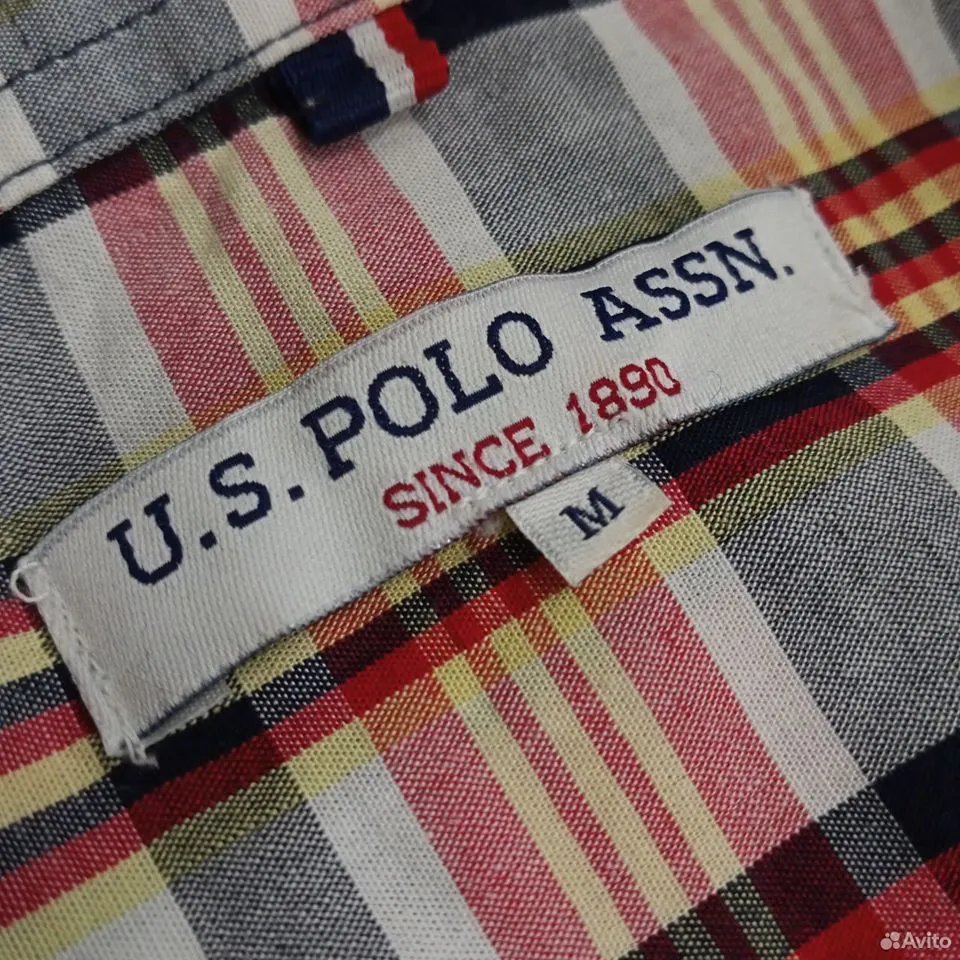 U.S. POLO ASSN.
SINCE 1890
M
Avito